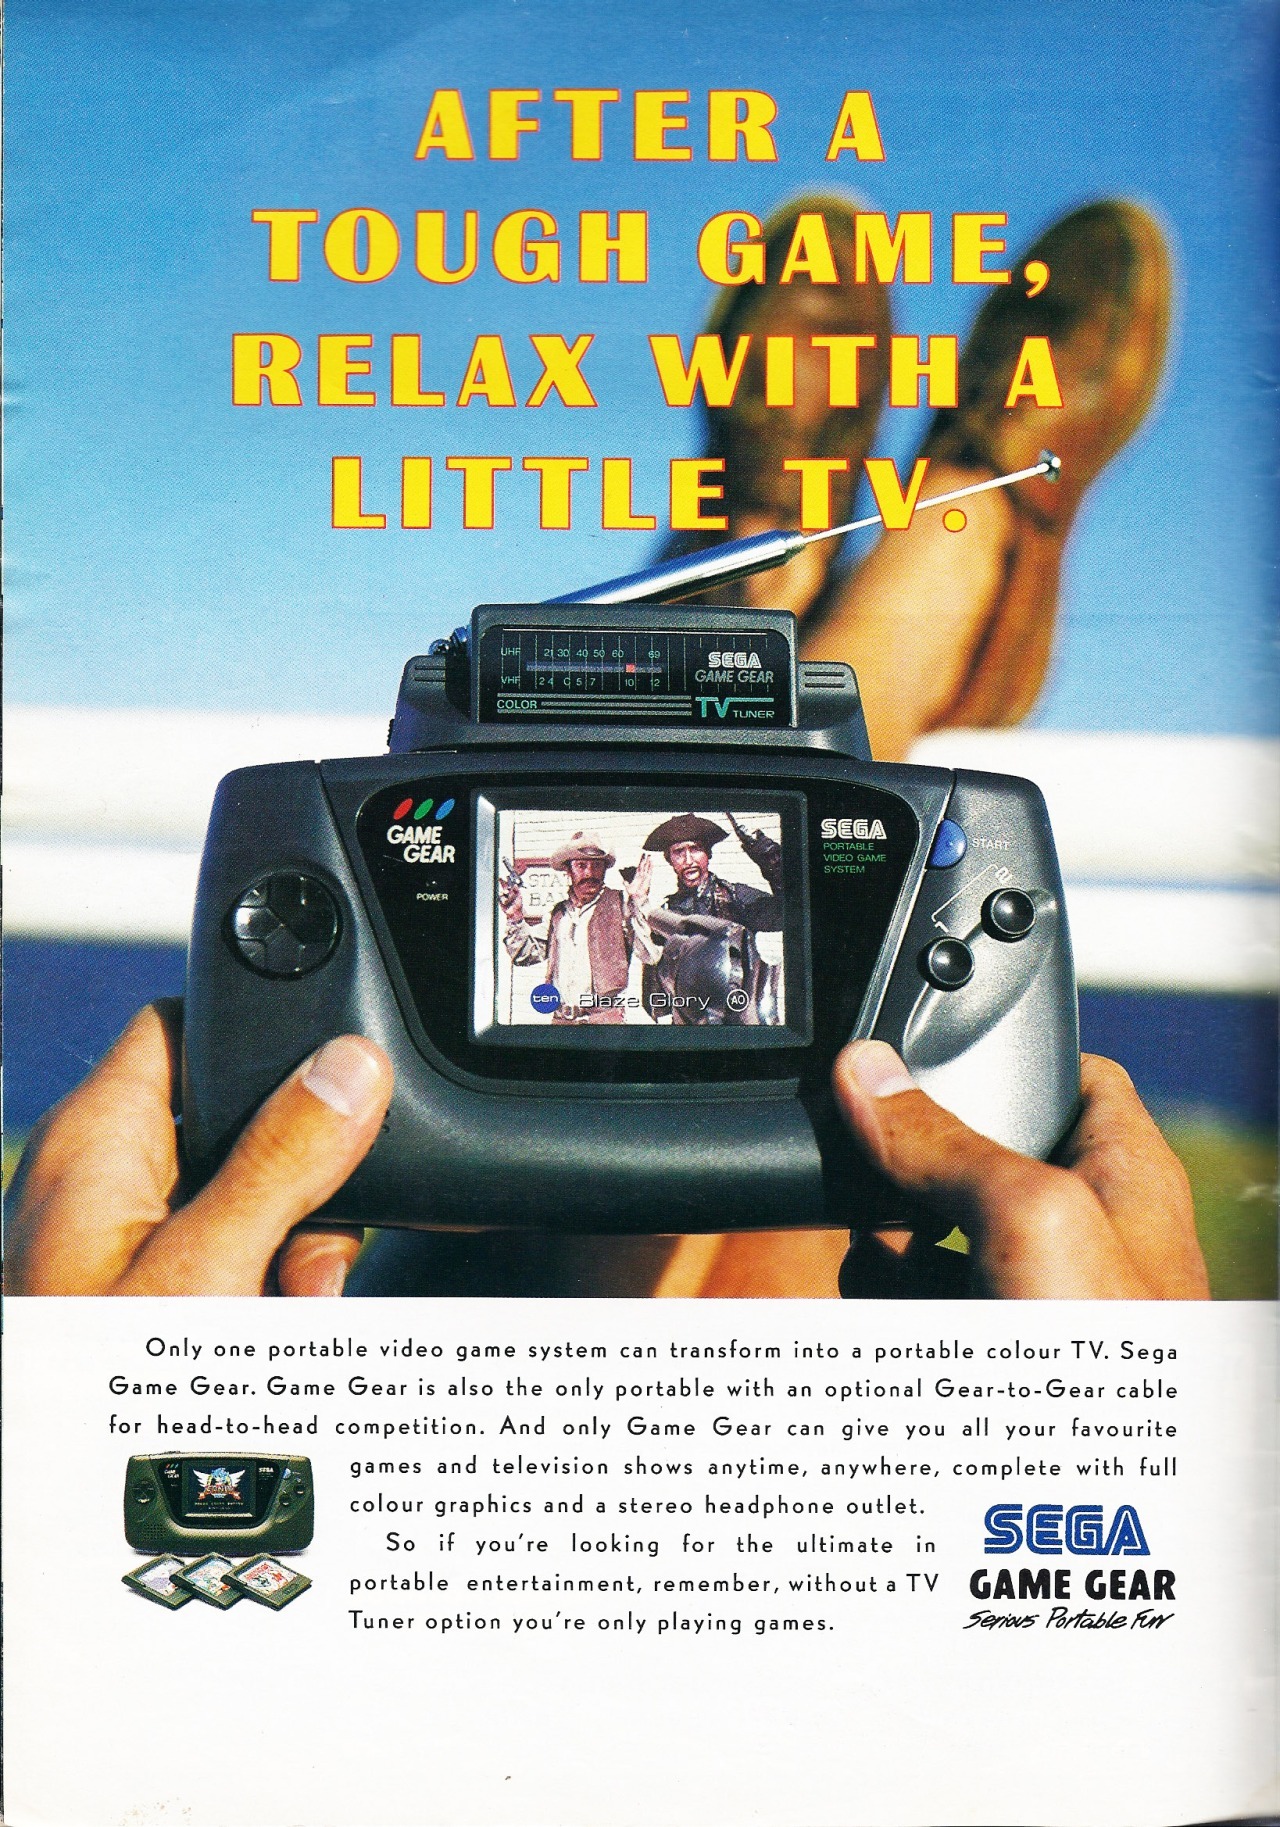 AFTER A
TOUGH GAME,
RELAX WITH A
LITTLE TV.
UHF 21 30 40 50 60 69
VHF 2 4 C 5 7 10 12
SEGA
GAME GEAR
COLOR
TV TUNER
GAME
GEAR
POWER
SEGA
PORTABLE
VIDEO GAME
SYSTEM
START
2
1
STA
BA
ten Blaze Glory AO
Only one portable video game system can transform into a portable colour TV. Sega
Game Gear. Game Gear is also the only portable with an optional Gear-to-Gear cable
for head-to-head competition. And only Game Gear can give you all your favourite
games and television shows anytime, anywhere, complete with full
colour graphics and a stereo headphone outlet.
So if you're looking for the ultimate in
portable entertainment, remember, without a TV
Tuner option you're only playing games.
SEGA
GAME GEAR
Serious Portable Fun